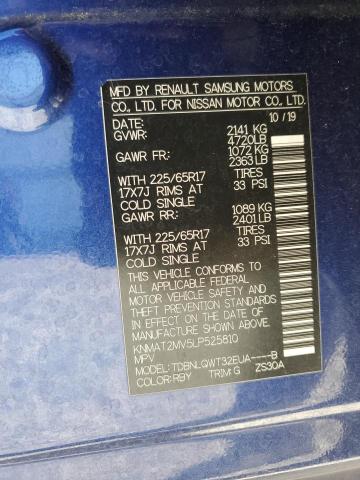 MFD BY RENAULT SAMSUNG MOTORS
CO., LTD. FOR NISSAN MOTOR CO., LTD.
DATE: 10/19
GVWR: 2141 KG
4720LB
GAWR FR: 1072 KG
2363LB
WITH 225/65R17 TIRES
17X7J RIMS AT 33 PSI
COLD SINGLE
GAWR RR: 1089 KG
2401LB
WITH 225/65R17 TIRES
17X7J RIMS AT 33 PSI
COLD SINGLE
THIS VEHICLE CONFORMS TO
ALL APPLICABLE FEDERAL
MOTOR VEHICLE SAFETY AND
THEFT PREVENTION STANDARDS
IN EFFECT ON THE DATE OF
MANUFACTURE SHOWN ABOVE.
KNMAT2MV5LP525810
MPV
MODEL:TDBNLQWT32EUA----B
COLOR:RBY TRIM:G ZS30A